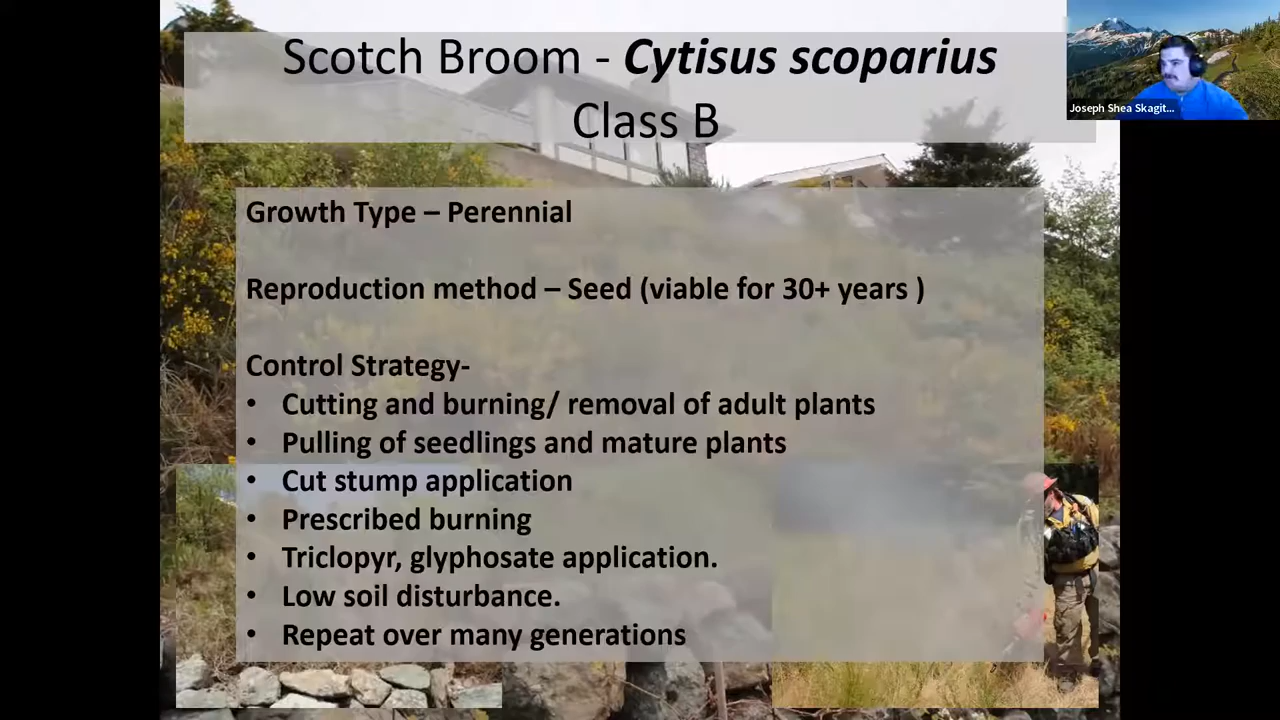 Scotch Broom - Cytisus scoparius
Class B
Joseph Shea Skagit...
Growth Type – Perennial
Reproduction method – Seed (viable for 30+ years )
Control Strategy-
• Cutting and burning/ removal of adult plants
• Pulling of seedlings and mature plants
• Cut stump application
• Prescribed burning
• Triclopyr, glyphosate application.
• Low soil disturbance.
• Repeat over many generations